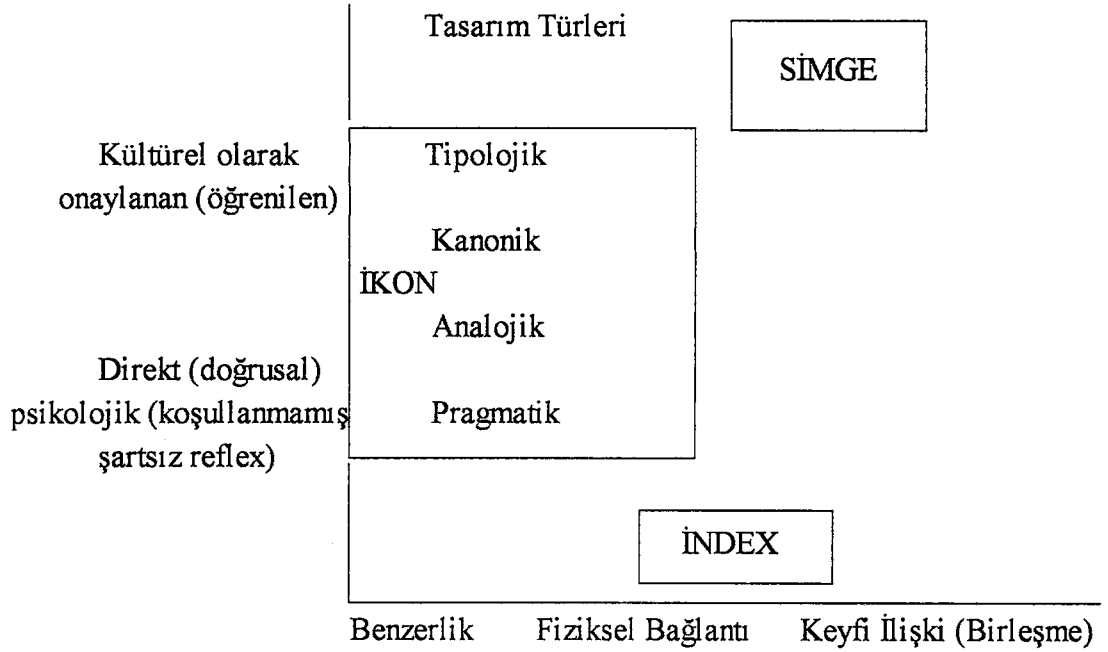 Tasarım Türleri
SİMGE
Kültürel olarak
onaylanan (öğrenilen)
Tipolojik
Kanonik
İKON
Analojik
Direkt (doğrusal)
psikolojik (koşullanmamış
şartsız reflex)
Pragmatik
İNDEX
Benzerlik Fiziksel Bağlantı Keyfi İlişki (Birleşme)